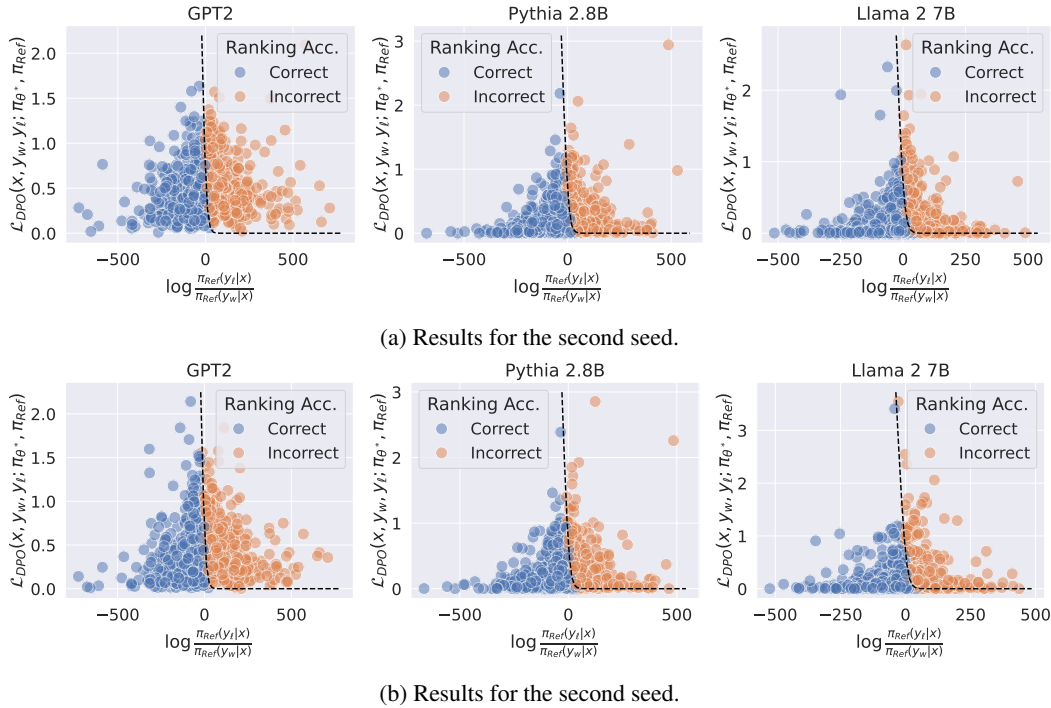 GPT2
Pythia 2.8B
Llama 2 7B
2.0
1.5
1.0
0.5
0.0
Ranking Acc.
Correct
Incorrect
−500
0
500
3
2
1
0
Ranking Acc.
Correct
Incorrect
−500
0
500
2
1
0
Ranking Acc.
Correct
Incorrect
−500
−250
0
250
500
ℒ_DPO(x, y_w, y_ℓ; π_θ*, π_Ref)
ℒ_DPO(x, y_w, y_ℓ; π_θ*, π_Ref)
ℒ_DPO(x, y_w, y_ℓ; π_θ*, π_Ref)
log π_Ref(y_ℓ|x) / π_Ref(y_w|x)
log π_Ref(y_ℓ|x) / π_Ref(y_w|x)
log π_Ref(y_ℓ|x) / π_Ref(y_w|x)
(a) Results for the second seed.
GPT2
Pythia 2.8B
Llama 2 7B
2.0
1.5
1.0
0.5
0.0
Ranking Acc.
Correct
Incorrect
−500
0
500
3
2
1
0
Ranking Acc.
Correct
Incorrect
−500
0
500
3
2
1
0
Ranking Acc.
Correct
Incorrect
−500
−250
0
250
500
ℒ_DPO(x, y_w, y_ℓ; π_θ*, π_Ref)
ℒ_DPO(x, y_w, y_ℓ; π_θ*, π_Ref)
ℒ_DPO(x, y_w, y_ℓ; π_θ*, π_Ref)
log π_Ref(y_ℓ|x) / π_Ref(y_w|x)
log π_Ref(y_ℓ|x) / π_Ref(y_w|x)
log π_Ref(y_ℓ|x) / π_Ref(y_w|x)
(b) Results for the second seed.